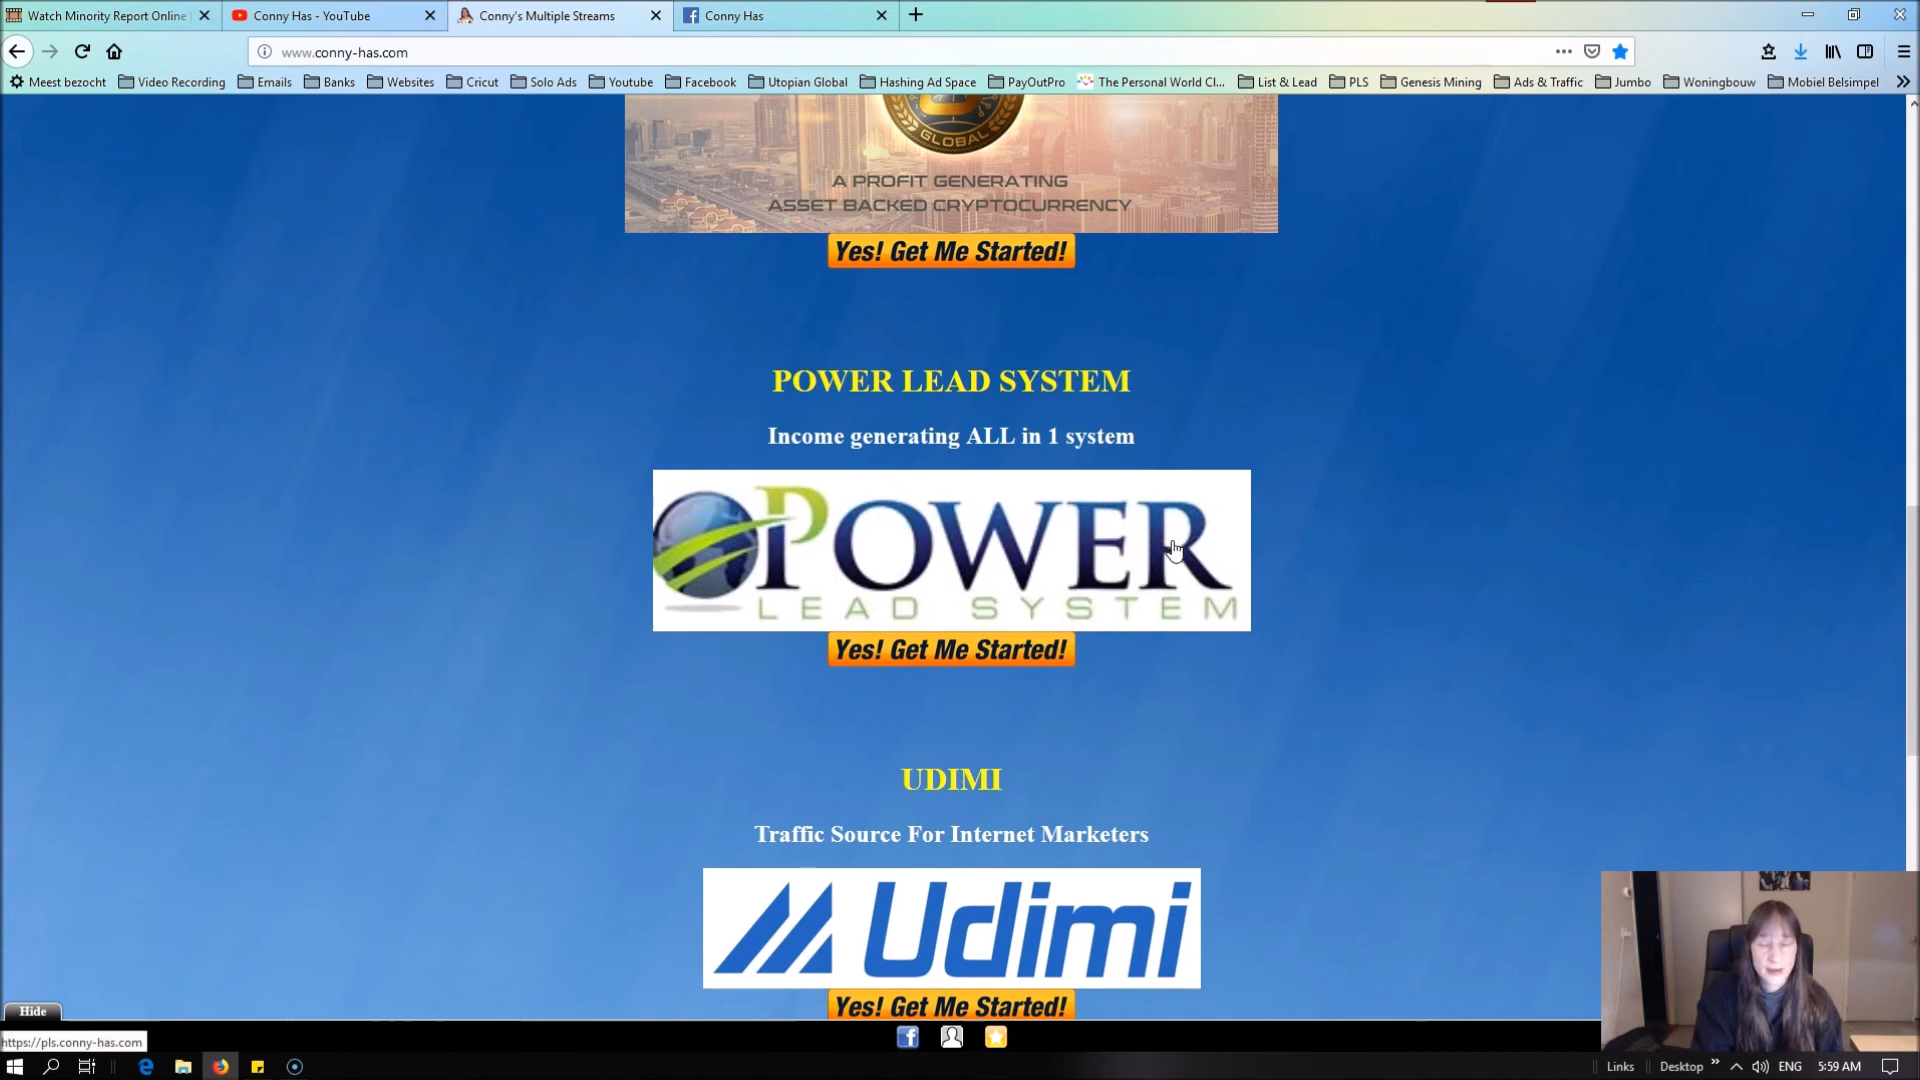 Watch Minority Report Online
Conny Has - YouTube
Conny's Multiple Streams
Conny Has
www.conny-has.com
Meest bezocht
Video Recording
Emails
Banks
Websites
Cricut
Solo Ads
Youtube
Facebook
Utopian Global
Hashing Ad Space
PayOutPro
The Personal World Cl...
List & Lead
PLS
Genesis Mining
Ads & Traffic
Jumbo
Woningbouw
Mobiel Belsimpel
GLOBAL
A PROFIT GENERATING
ASSET BACKED CRYPTOCURRENCY
Yes! Get Me Started!
POWER LEAD SYSTEM
Income generating ALL in 1 system
POWER
LEAD SYSTEM
Yes! Get Me Started!
UDIMI
Traffic Source For Internet Marketers
Udimi
Yes! Get Me Started!
Hide
https://pls.conny-has.com
Links
Desktop
ENG
5:59 AM